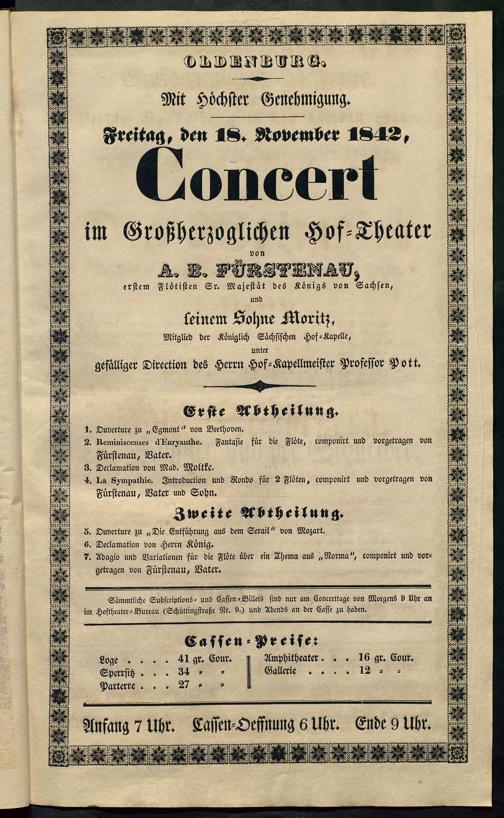 OLDENBURG.
Mit Höchster Genehmigung.
Freitag, den 18. November 1842,
Concert
im Großherzoglichen Hof-Theater
von
A. B. FÜRSTENAU,
erstem Flötisten Sr. Majestät des Königs von Sachsen,
und
seinem Sohne Moritz,
Mitglied der Königlich Sächsischen Hof-Kapelle,
unter
gefälliger Direction des Herrn Hof-Kapellmeister Professor Pott.
Erste Abtheilung.
1. Ouverture zu „Egmont" von Beethoven.
2. Reminiscenses d'Euryanthe. Fantasie für die Flöte, componirt und vorgetragen von
Fürstenau, Vater.
3. Declamation von Mad. Moltke.
4. La Sympathie. Introduction und Rondo für 2 Flöten, componirt und vorgetragen von
Fürstenau, Vater und Sohn.
Zweite Abtheilung.
5. Ouverture zu „Die Entführung aus dem Serail" von Mozart.
6. Declamation von Herrn König.
7. Adagio und Variationen für die Flöte über ein Thema aus „Norma", componirt und vor-
getragen von Fürstenau, Vater.
Sämmtliche Subscriptions- und Cassen-Billets sind nur am Concerttage von Morgens 9 Uhr an
im Hoftheater-Bureau (Schüttingstraße Nr. 9.) und Abends an der Casse zu haben.
Cassen-Preise:
Loge . . . . 41 gr. Cour.
Sperrsitz . . . 34 " "
Parterre . . . 27 " "
Amphitheater . . . 16 gr. Cour.
Gallerie . . . . 12 " "
Anfang 7 Uhr. Cassen-Oeffnung 6 Uhr. Ende 9 Uhr.